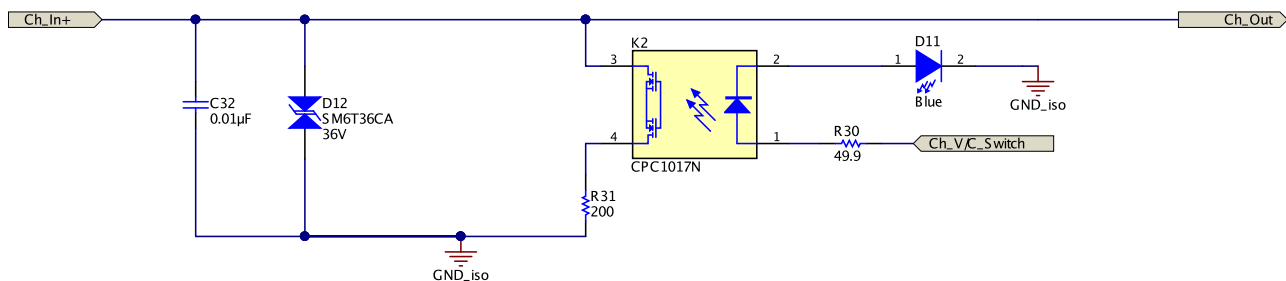 Ch_In+
Ch_Out
K2
D11
3
2
1
2
C32
0.01µF
D12
SM6T36CA
36V
Blue
GND_iso
4
1
R30
49.9
Ch_V/C_Switch
CPC1017N
R31
200
GND_iso